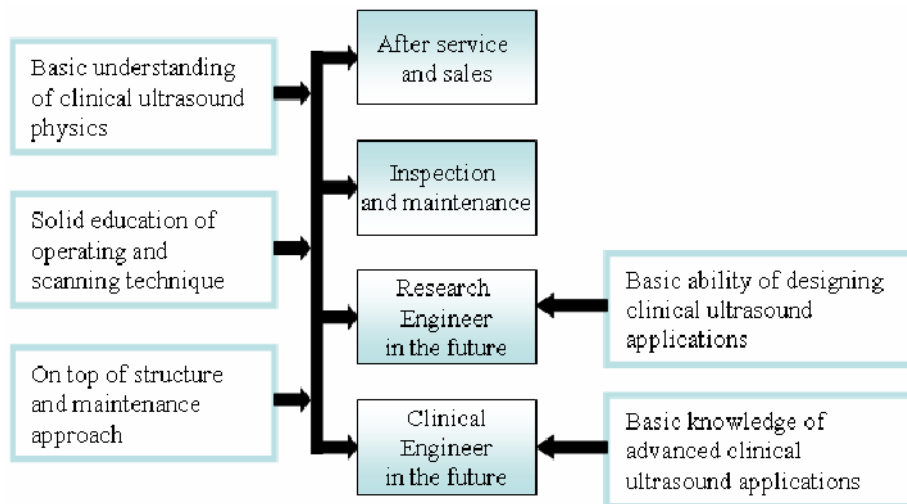 Basic understanding
of clinical ultrasound
physics
Solid education of
operating and
scanning technique
On top of structure
and maintenance
approach
After service
and sales
Inspection
and maintenance
Research
Engineer
in the future
Clinical
Engineer
in the future
Basic ability of designing
clinical ultrasound
applications
Basic knowledge of
advanced clinical
ultrasound applications